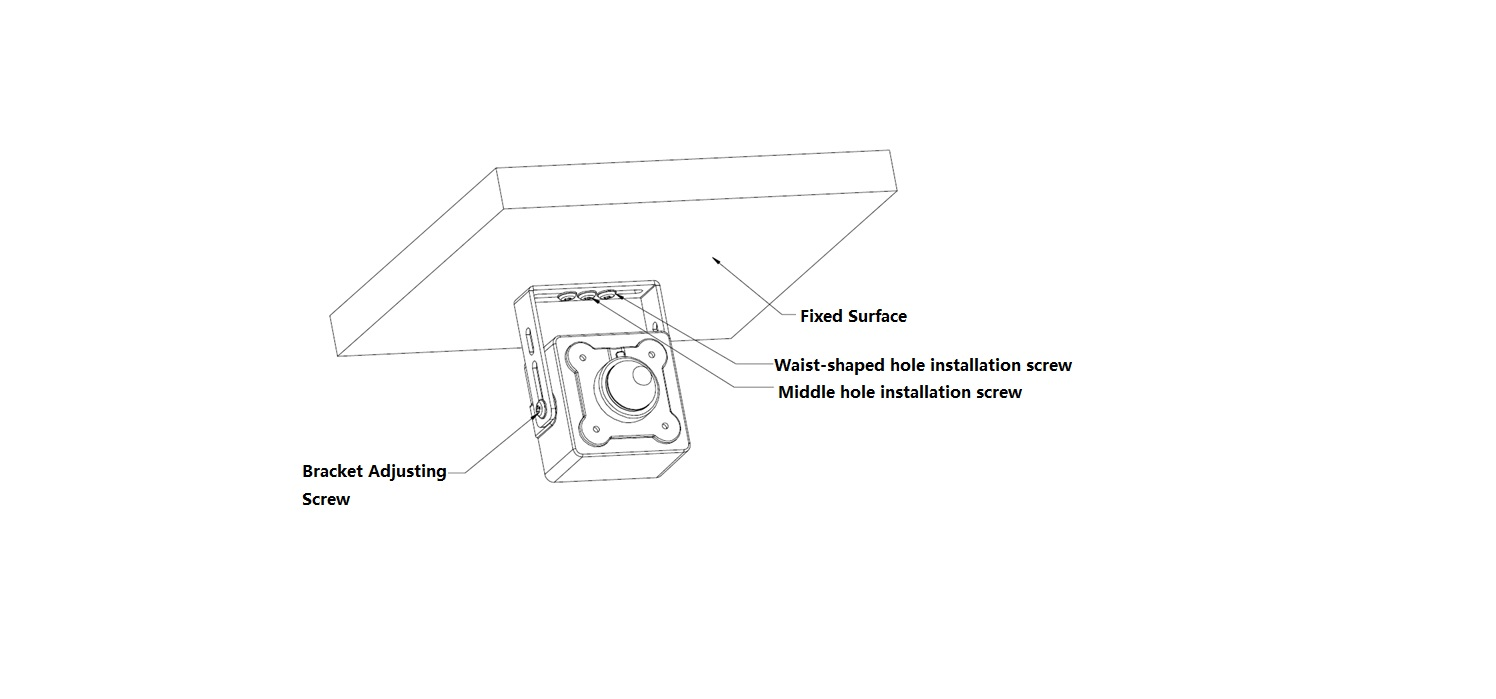 Fixed Surface
Waist-shaped hole installation screw
Middle hole installation screw
Bracket Adjusting
Screw